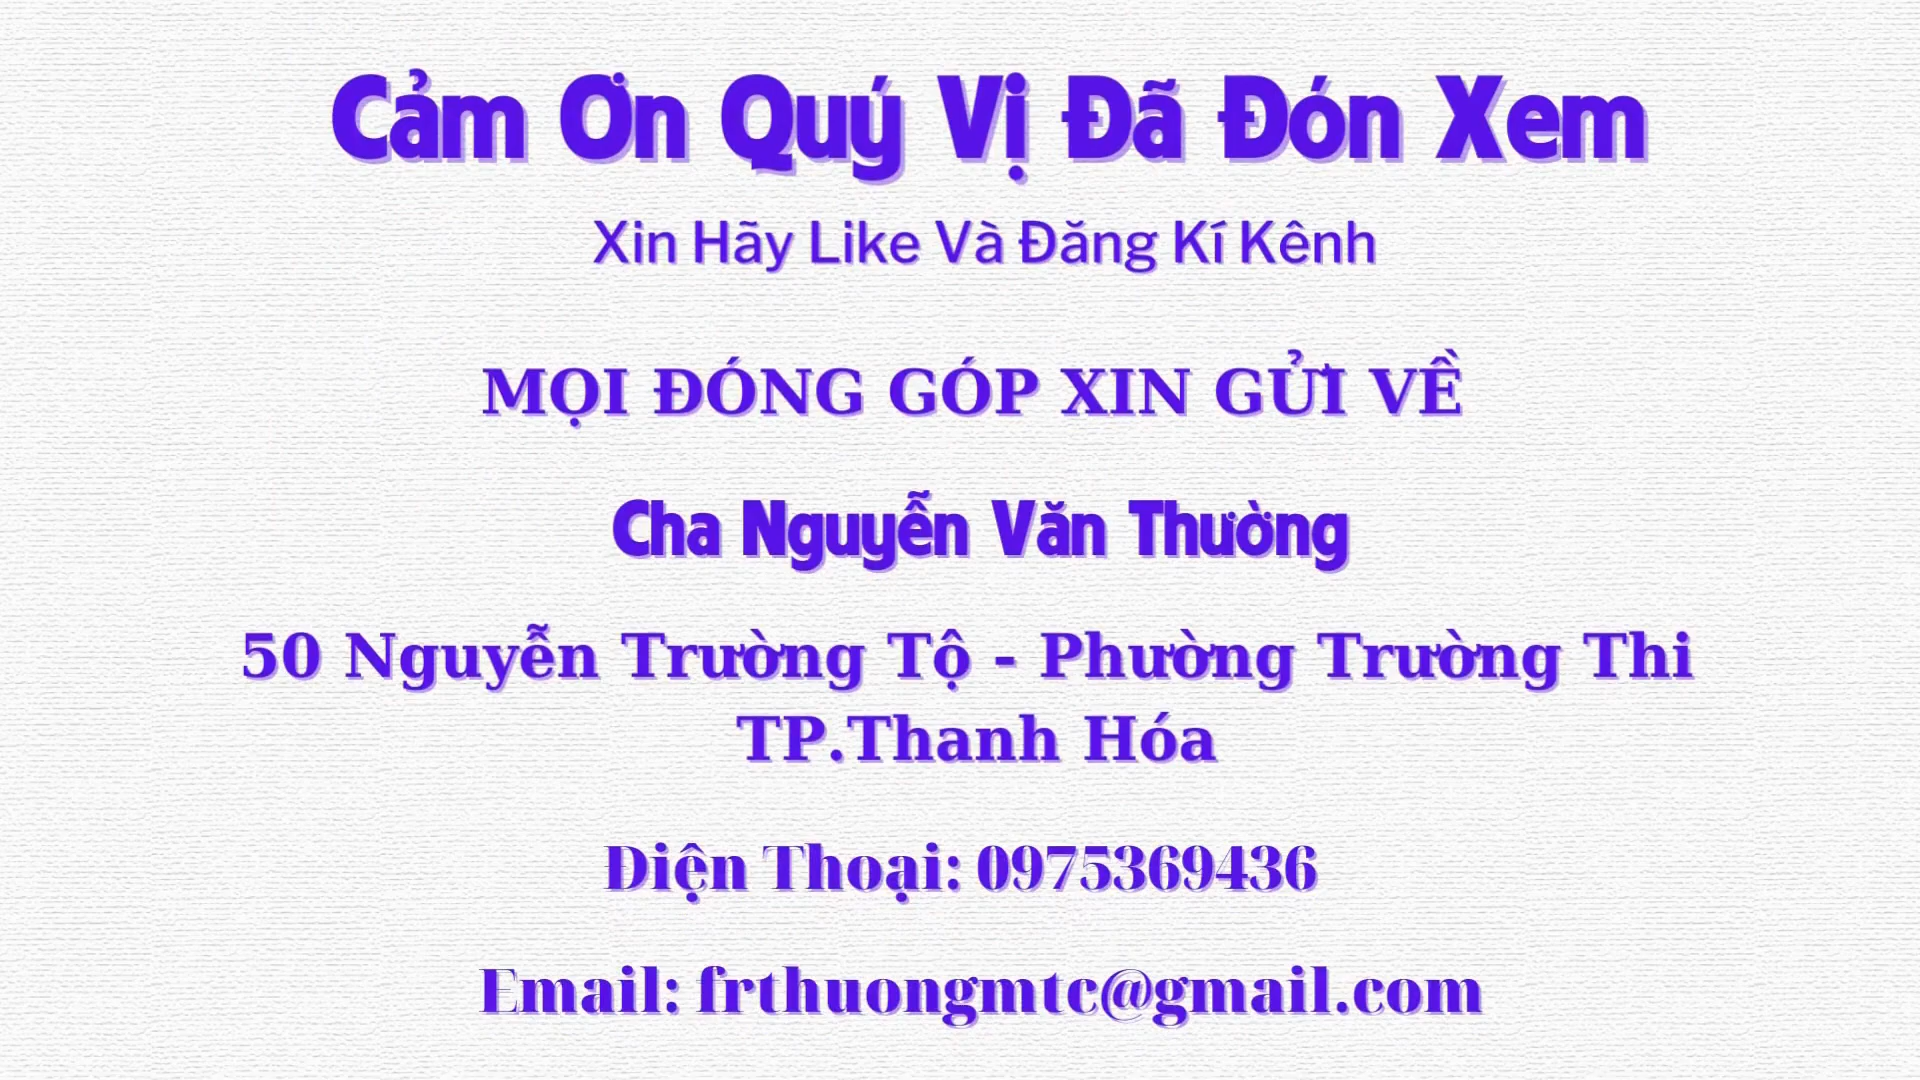 Cảm Ơn Quý Vị Đã Đón Xem
Xin Hãy Like Và Đăng Kí Kênh
MỌI ĐÓNG GÓP XIN GỬI VỀ
Cha Nguyễn Văn Thường
50 Nguyễn Trường Tộ - Phường Trường Thi
TP.Thanh Hóa
Điện Thoại: 0975369436
Email: frthuongmtc@gmail.com